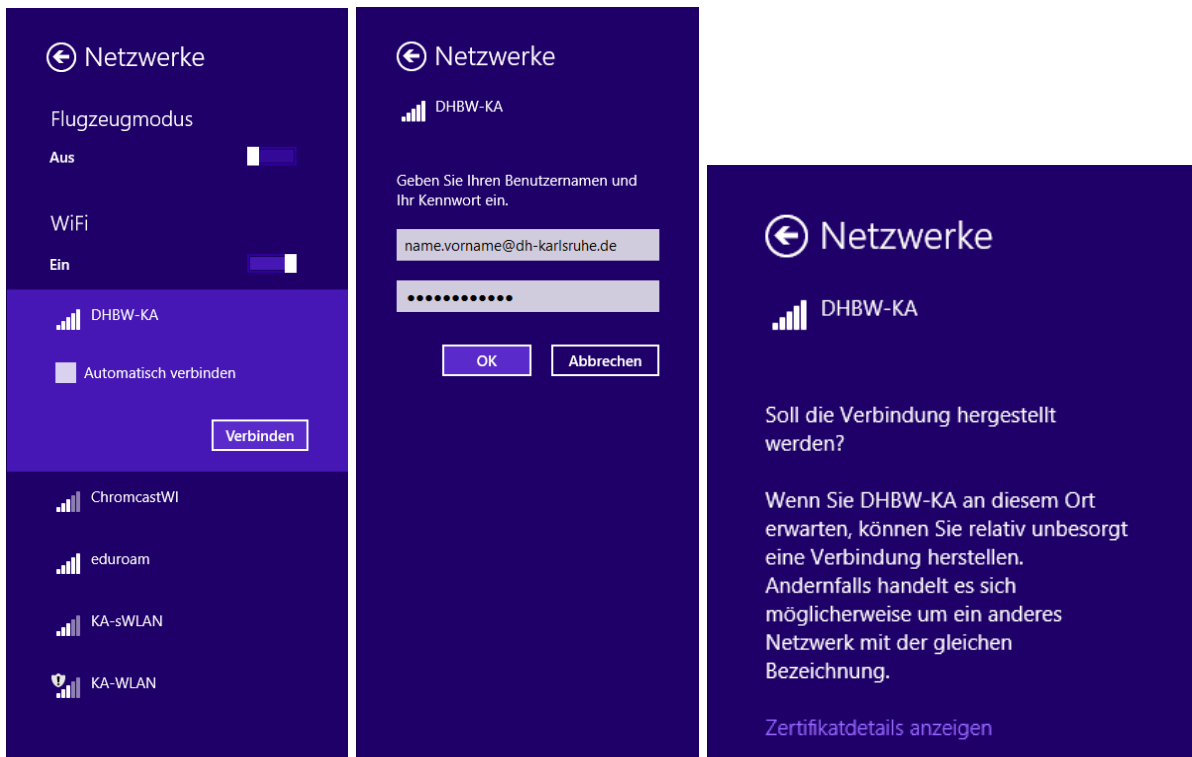 Netzwerke
Flugzeugmodus
Aus
WiFi
Ein
DHBW-KA
Automatisch verbinden
Verbinden
ChromcastWI
eduroam
KA-sWLAN
KA-WLAN
Netzwerke
DHBW-KA
Geben Sie Ihren Benutzernamen und
Ihr Kennwort ein.
name.vorname@dh-karlsruhe.de
●●●●●●●●●●●●
OK Abbrechen
Netzwerke
DHBW-KA
Soll die Verbindung hergestellt
werden?
Wenn Sie DHBW-KA an diesem Ort
erwarten, können Sie relativ unbesorgt
eine Verbindung herstellen.
Andernfalls handelt es sich
möglicherweise um ein anderes
Netzwerk mit der gleichen
Bezeichnung.
Zertifikatdetails anzeigen